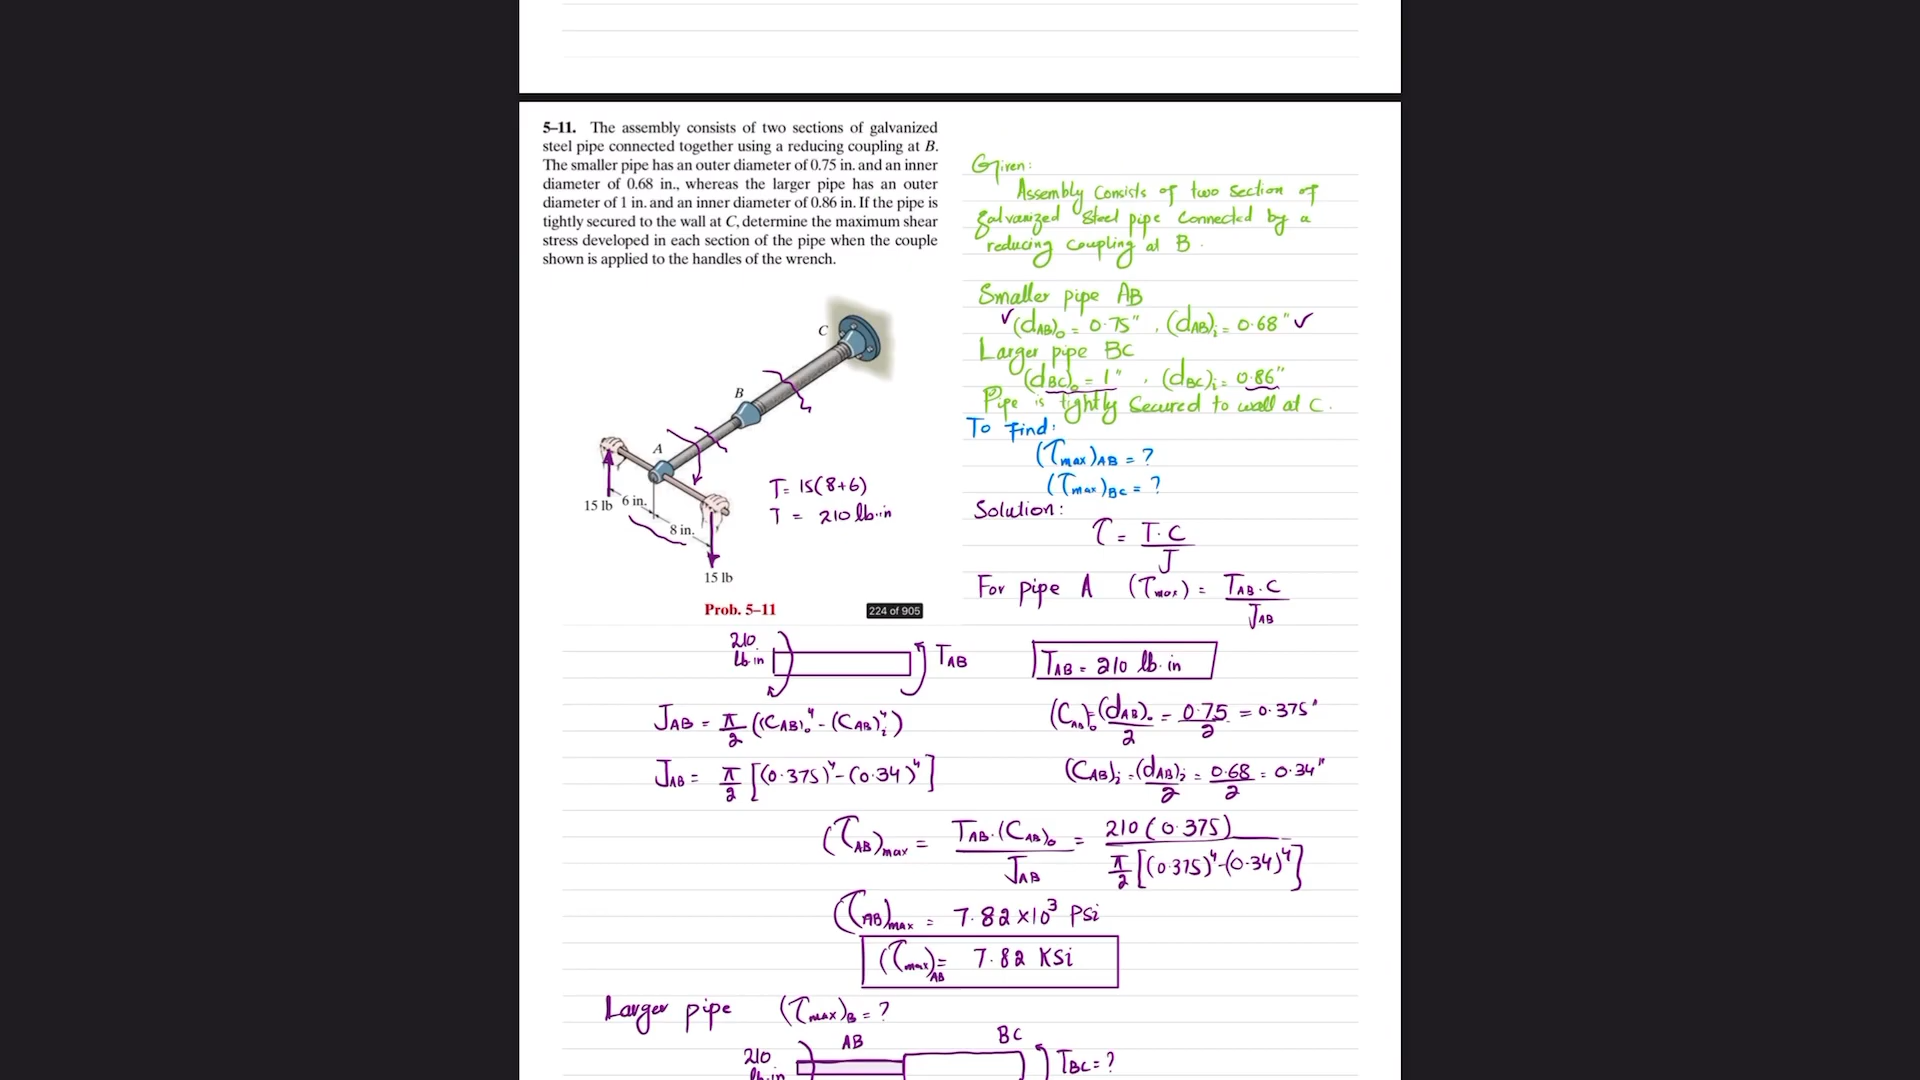 5–11. The assembly consists of two sections of galvanized
steel pipe connected together using a reducing coupling at B.
The smaller pipe has an outer diameter of 0.75 in. and an inner
diameter of 0.68 in., whereas the larger pipe has an outer
diameter of 1 in. and an inner diameter of 0.86 in. If the pipe is
tightly secured to the wall at C, determine the maximum shear
stress developed in each section of the pipe when the couple
shown is applied to the handles of the wrench.
C
B
A
15 lb
6 in.
8 in.
15 lb
T= 15(8+6)
T = 210 lb·in
Prob. 5–11
224 of 905
Given:
Assembly Consists of two Section of
galvanized Steel pipe Connected by a
reducing Coupling at B.
Smaller pipe AB
✓(dAB)o = 0.75", (dAB)i = 0.68" ✓
Larger pipe BC
(dBC)o = 1", (dBC)i = 0.86"
Pipe is tightly Secured to wall at C.
To Find:
(τmax)AB = ?
(τmax)BC = ?
Solution:
τ = T·C / J
For pipe A (τmax) = TAB·C / JAB
210 lb·in
TAB
TAB = 210 lb·in
JAB = π/2 ((CAB)o⁴ - (CAB)i⁴)
(CAB)o = (dAB)o / 2 = 0.75 / 2 = 0.375"
JAB = π/2 [(0.375)⁴ - (0.34)⁴]
(CAB)i = (dAB)i / 2 = 0.68 / 2 = 0.34"
(τAB)max = TAB·(CAB)o / JAB = 210(0.375) / π/2 [(0.375)⁴-(0.34)⁴]
(τAB)max = 7.82×10³ Psi
(τmax)AB = 7.82 KSi
Larger pipe (τmax)B = ?
AB
BC
210
lb·in
TBC = ?